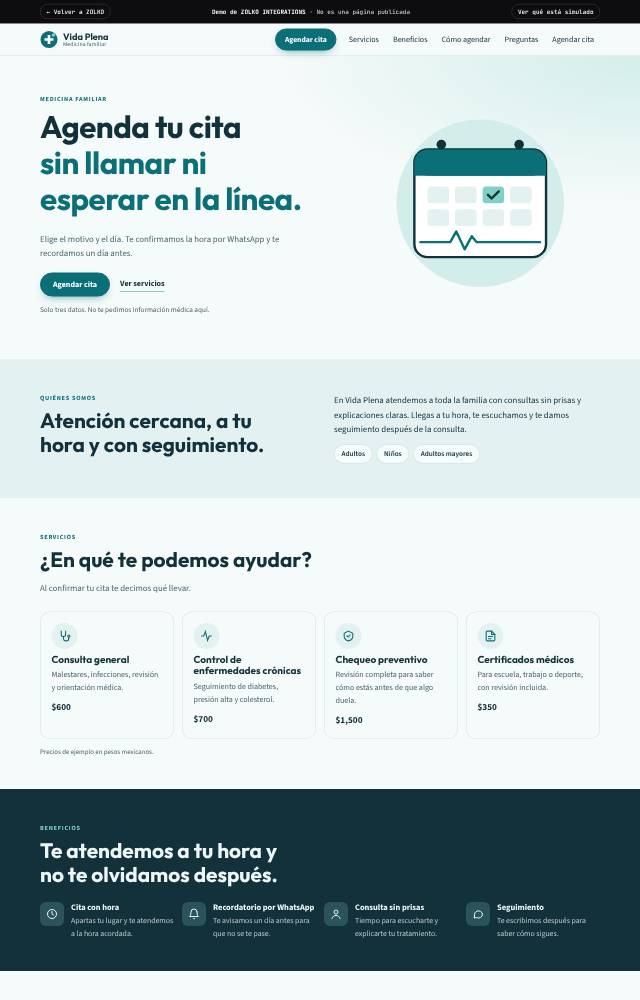 ← Volver a ZOLKO
Demo de ZOLKO INTEGRATIONS · No es una página publicada
Ver qué está simulado
Vida Plena
Medicina familiar
Agendar cita
Servicios
Beneficios
Cómo agendar
Preguntas
Agendar cita
MEDICINA FAMILIAR
Agenda tu cita
sin llamar ni
esperar en la línea.
Elige el motivo y el día. Te confirmamos la hora por WhatsApp y te
recordamos un día antes.
Agendar cita
Ver servicios
Solo tres datos. No te pedimos información médica aquí.
QUIÉNES SOMOS
Atención cercana, a tu
hora y con seguimiento.
En Vida Plena atendemos a toda la familia con consultas sin prisas y
explicaciones claras. Llegas a tu hora, te escuchamos y te damos
seguimiento después de la consulta.
Adultos
Niños
Adultos mayores
SERVICIOS
¿En qué te podemos ayudar?
Al confirmar tu cita te decimos qué llevar.
Consulta general
Malestares, infecciones, revisión
y orientación médica.
$600
Control de
enfermedades crónicas
Seguimiento de diabetes,
presión alta y colesterol.
$700
Chequeo preventivo
Revisión completa para saber
cómo estás antes de que algo
duela.
$1,500
Certificados médicos
Para escuela, trabajo o deporte,
con revisión incluida.
$350
Precios de ejemplo en pesos mexicanos.
BENEFICIOS
Te atendemos a tu hora y
no te olvidamos después.
Cita con hora
Apartas tu lugar y te atendemos
a la hora acordada.
Recordatorio por WhatsApp
Te avisamos un día antes para
que no se te pase.
Consulta sin prisas
Tiempo para escucharte y
explicarte tu tratamiento.
Seguimiento
Te escribimos después para
saber cómo sigues.